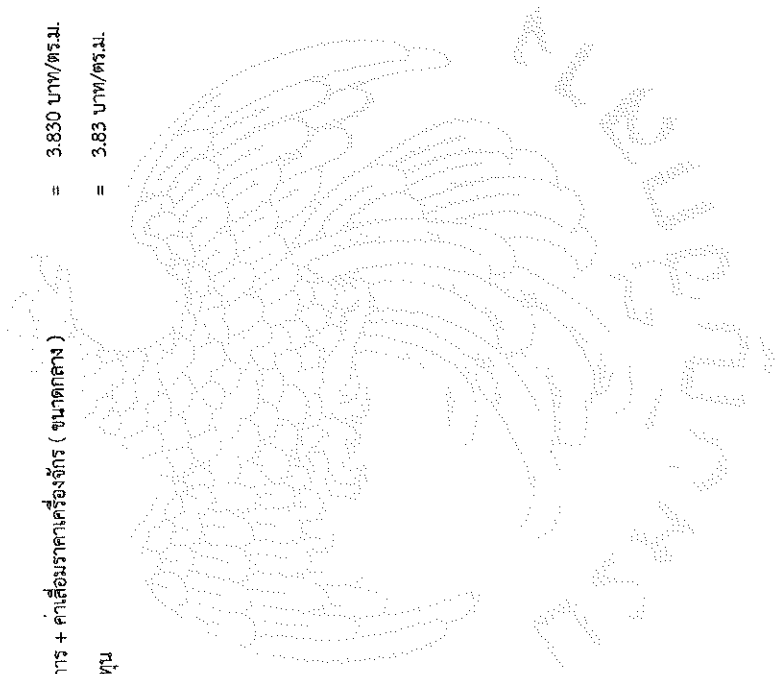 การ + ค่าเสื่อมราคาเครื่องจักร ( ขนาดกลาง ) = 3.830 บาท/ตร.ม.
ทุน = 3.83 บาท/ตร.ม.